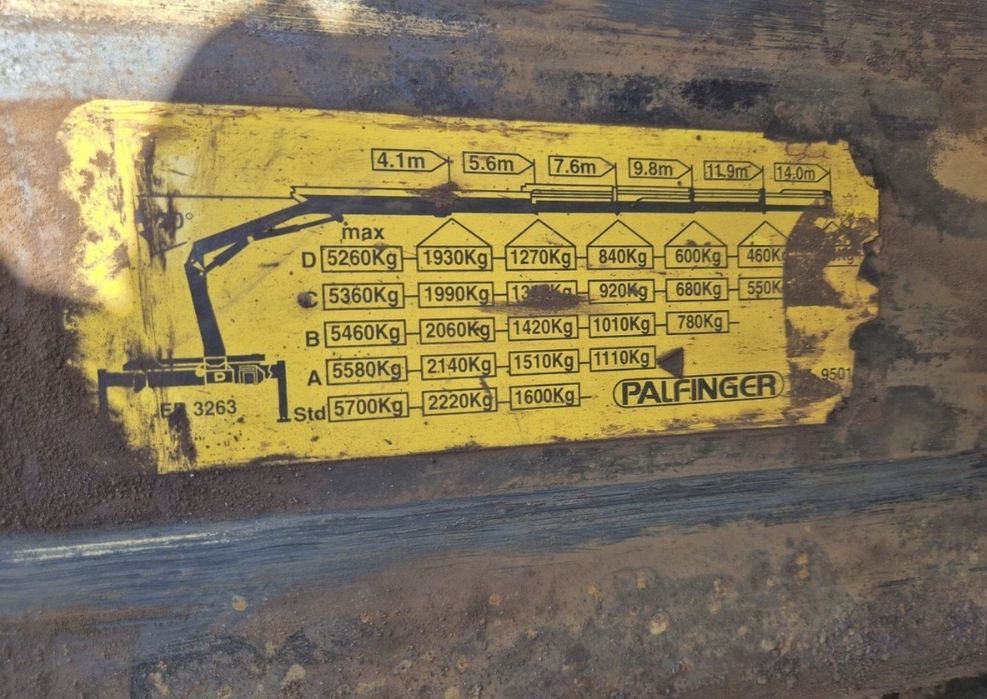 4.1m 5.6m 7.6m 9.8m 11.9m 14.0m
max
D 5260Kg 1930Kg 1270Kg 840Kg 600Kg 460Kg
C 5360Kg 1990Kg 920Kg 680Kg 550K
B 5460Kg 2060Kg 1420Kg 1010Kg 780Kg
A 5580Kg 2140Kg 1510Kg 1110Kg
Std 5700Kg 2220Kg 1600Kg
PALFINGER
9501
3263